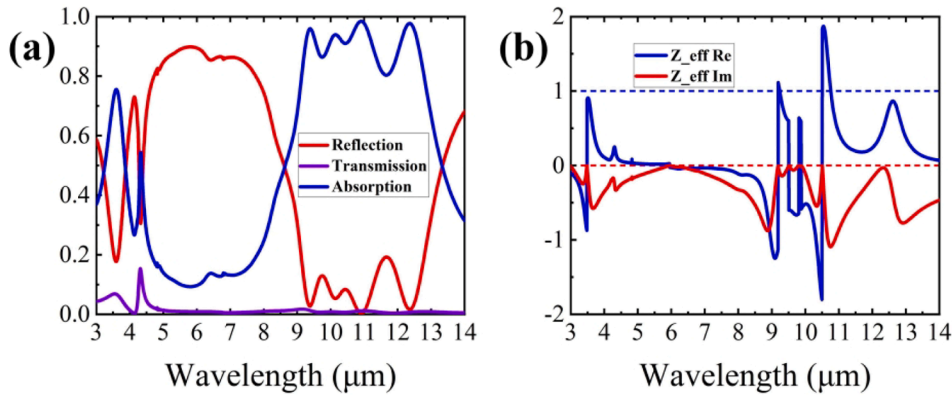 (a)
1.0
0.8
0.6
0.4
0.2
0.0
Reflection
Transmission
Absorption
3 4 5 6 7 8 9 10 11 12 13 14
Wavelength (μm)
(b)
2
1
0
-1
-2
Z_eff Re
Z_eff Im
3 4 5 6 7 8 9 10 11 12 13 14
Wavelength (μm)